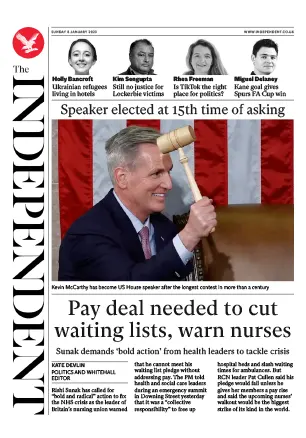 SUNDAY 8 JANUARY 2023
WWW.INDEPENDENT.CO.UK
The
INDEPENDENT
Holly Bancroft
Ukrainian refugees
living in hotels
Kim Sengupta
Still no justice for
Lockerbie victims
Rhea Freeman
Is TikTok the right
place for politics?
Miguel Delaney
Kane goal gives
Spurs FA Cup win
Speaker elected at 15th time of asking
Kevin McCarthy has become US House speaker after the longest contest in more than a century
Pay deal needed to cut
waiting lists, warn nurses
Sunak demands ‘bold action’ from health leaders to tackle crisis
KATE DEVLIN
POLITICS AND WHITEHALL
EDITOR
Rishi Sunak has called for
“bold and radical” action to fix
the NHS crisis as the leader of
Britain’s nursing union warned
that he cannot meet his
waiting list pledge without
addressing pay. The PM told
health and social care leaders
during an emergency summit
in Downing Street yesterday
that it was a “collective
responsibility” to free up
hospital beds and slash waiting
times for ambulances. But
RCN leader Pat Cullen said his
pledge would fail unless he
gives her members a pay rise
and said the upcoming nurses’
walkout would be the biggest
strike of its kind in the world.